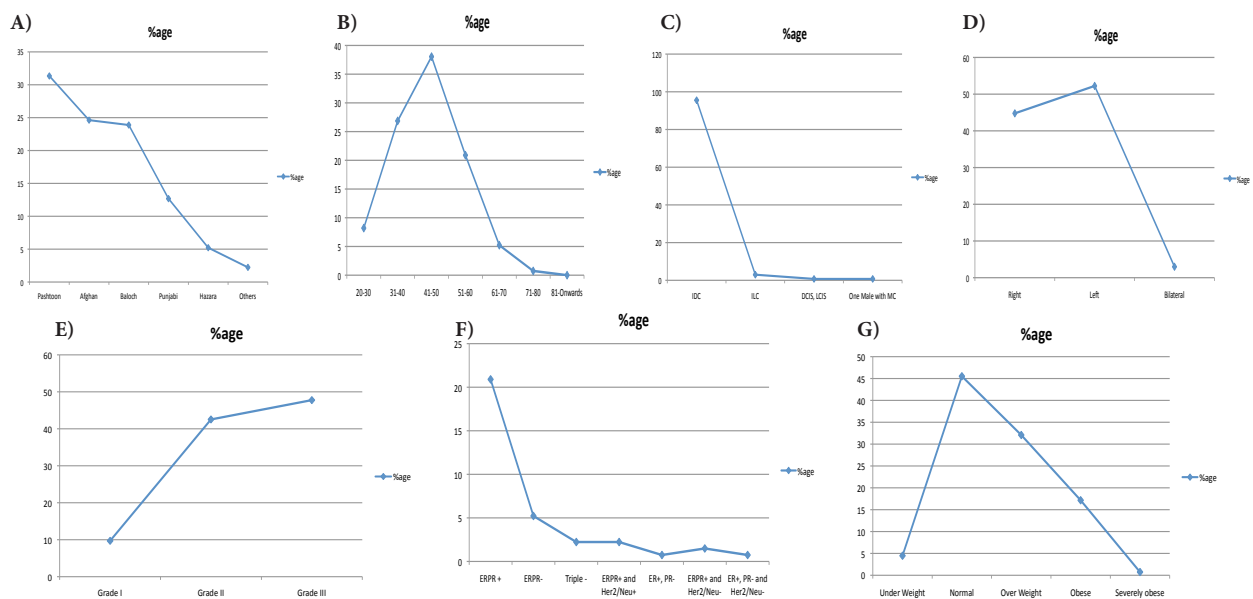 A)
%age
35
30
25
20
15
10
5
0
Pashtoon Afghan Baloch Punjabi Hazara Others
%age
B)
%age
40
35
30
25
20
15
10
5
0
20-30 31-40 41-50 51-60 61-70 71-80 81-Onwards
%age
C)
%age
120
100
80
60
40
20
0
IDC ILC DCIS, LCIS One Male with MC
%age
D)
%age
60
50
40
30
20
10
0
Right Left Bilateral
%age
E)
%age
60
50
40
30
20
10
0
Grade I Grade II Grade III
%age
F)
%age
25
20
15
10
5
0
ERPR + ERPR- Triple - ERPR+ and ER+, PR- ERPR+ and ER+, PR- and
Her2/Neu+ Her2/Neu- Her2/Neu-
%age
G)
%age
50
45
40
35
30
25
20
15
10
5
0
Under Weight Normal Over Weight Obese Severely obese
%age